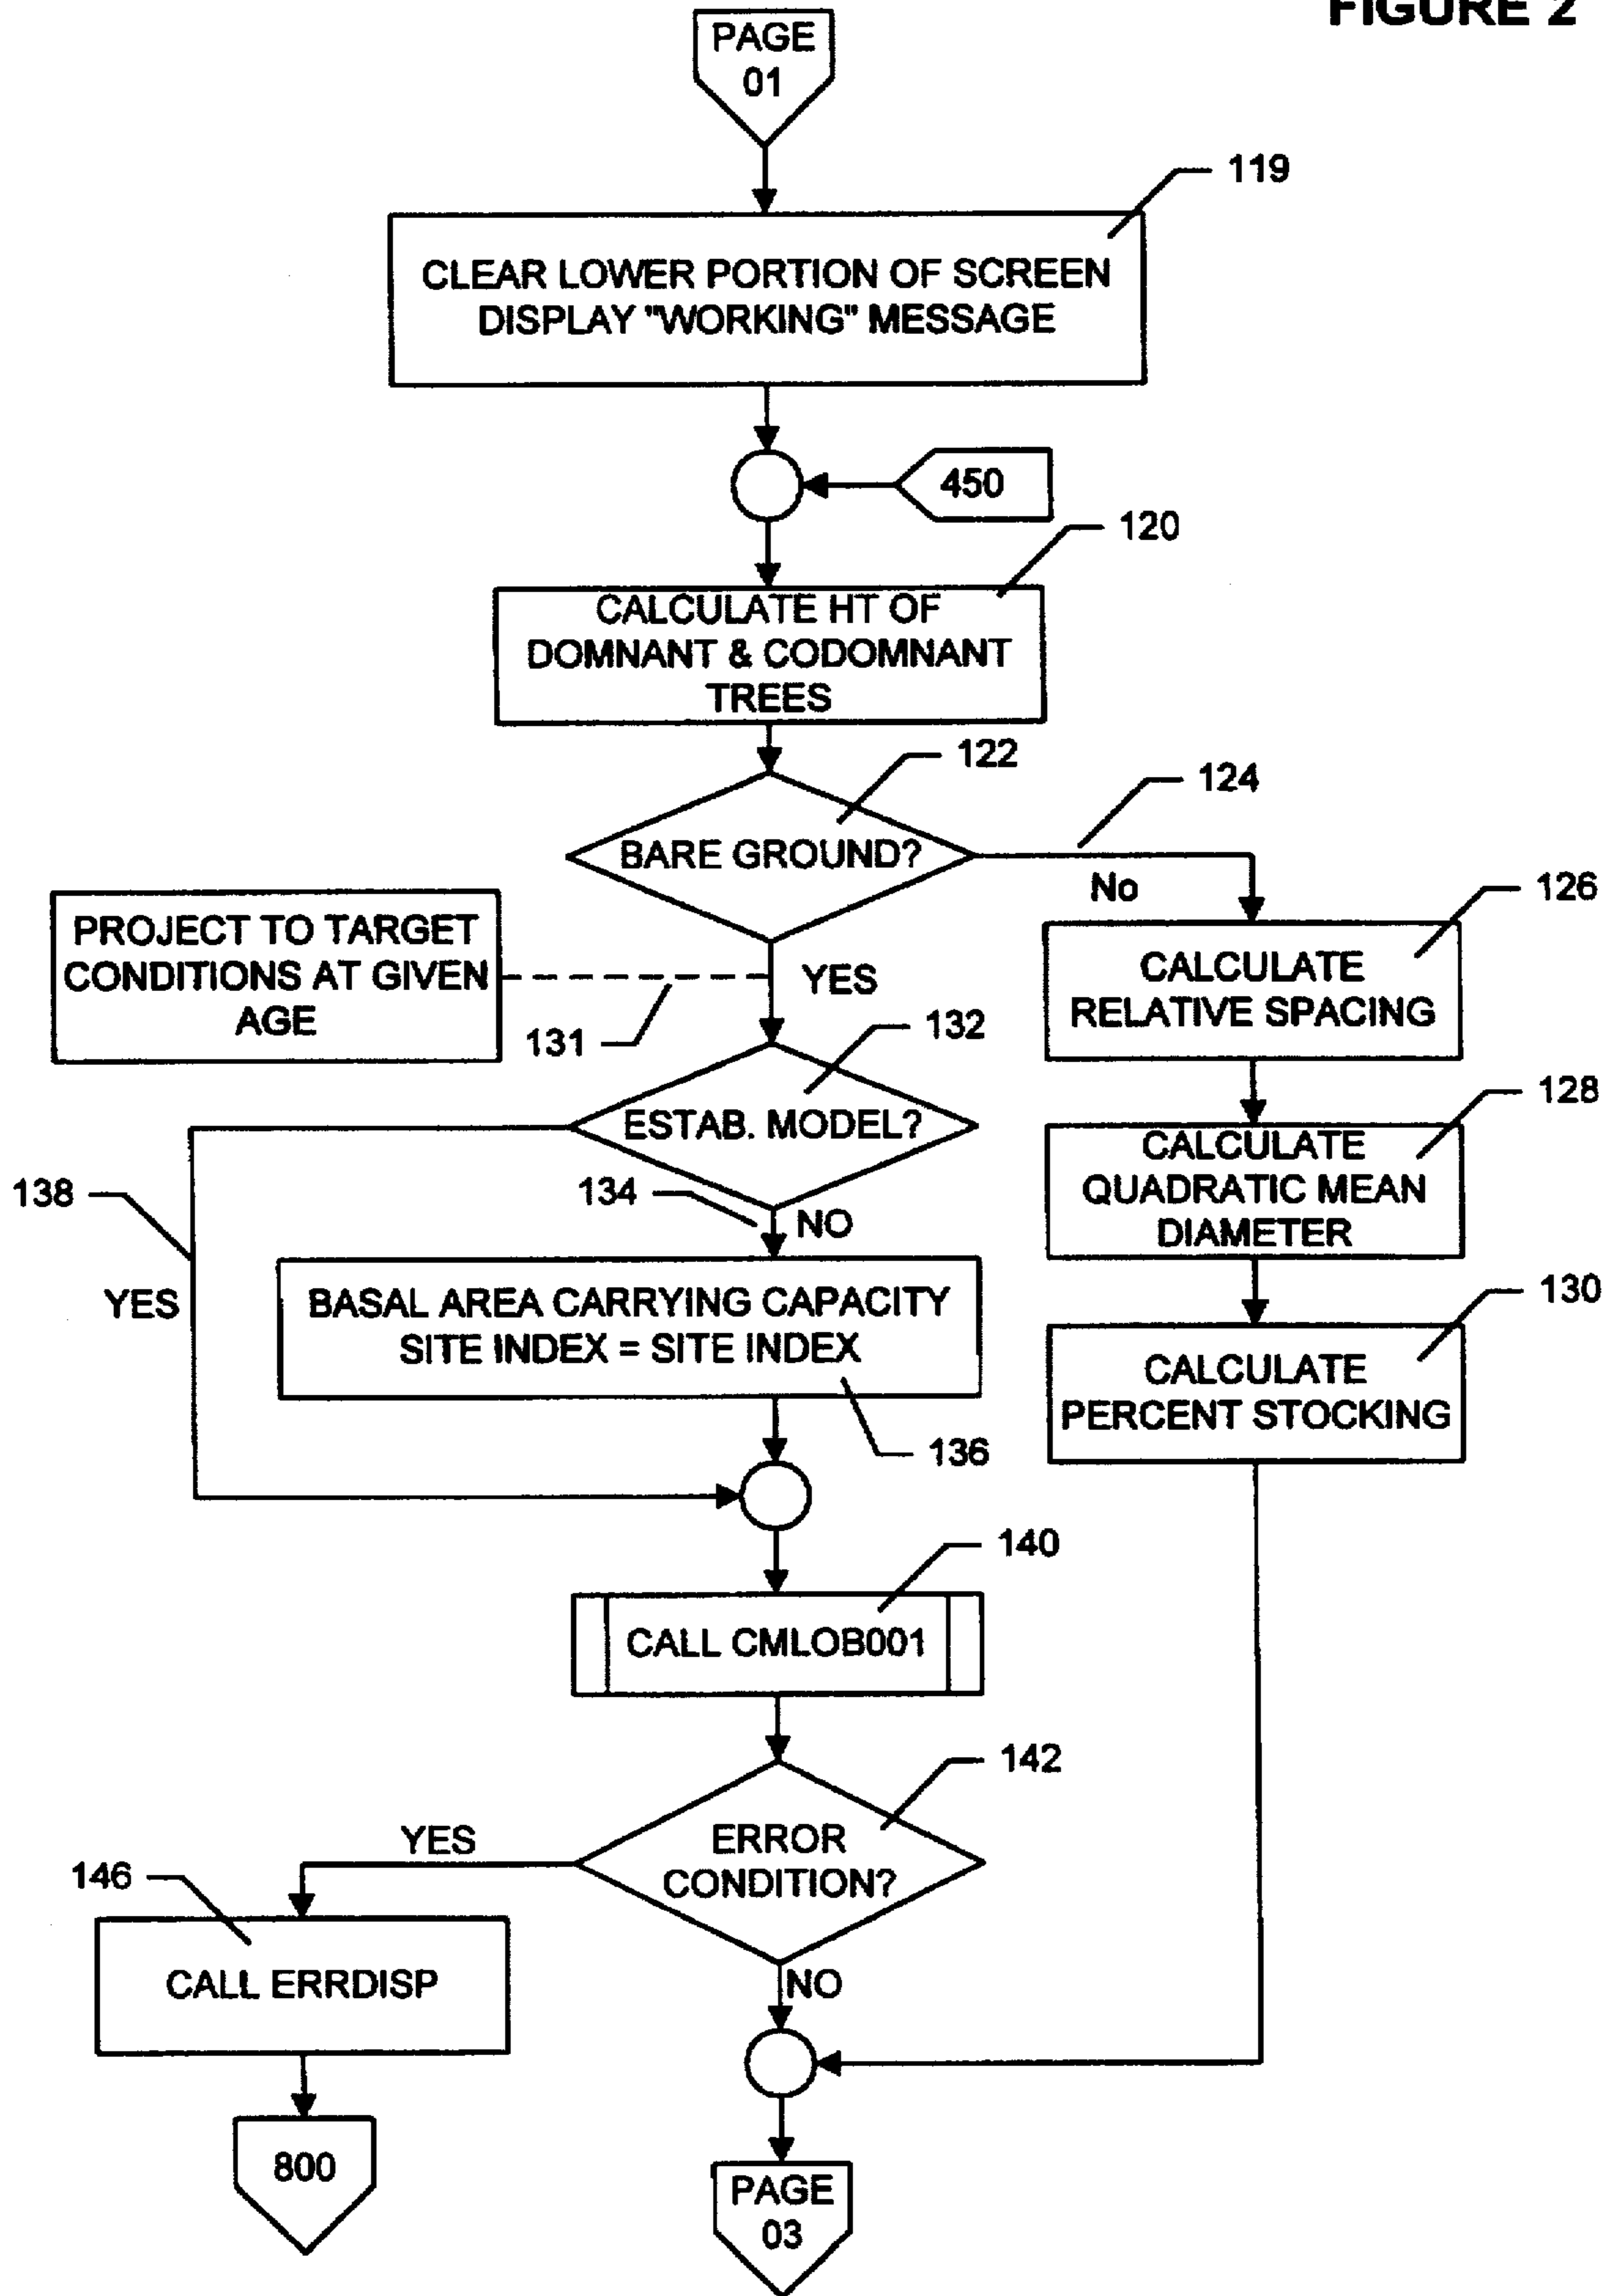 FIGURE 2
PAGE
01
119
CLEAR LOWER PORTION OF SCREEN
DISPLAY "WORKING" MESSAGE
450
120
CALCULATE HT OF
DOMNANT & CODOMNANT
TREES
122
124
BARE GROUND?
No
126
PROJECT TO TARGET
CONDITIONS AT GIVEN
AGE
YES
CALCULATE
RELATIVE SPACING
131
132
128
ESTAB. MODEL?
CALCULATE
QUADRATIC MEAN
DIAMETER
138
134
NO
130
YES
BASAL AREA CARRYING CAPACITY
SITE INDEX = SITE INDEX
CALCULATE
PERCENT STOCKING
136
140
CALL CMLOB001
142
YES
ERROR
CONDITION?
146
CALL ERRDISP
NO
800
PAGE
03